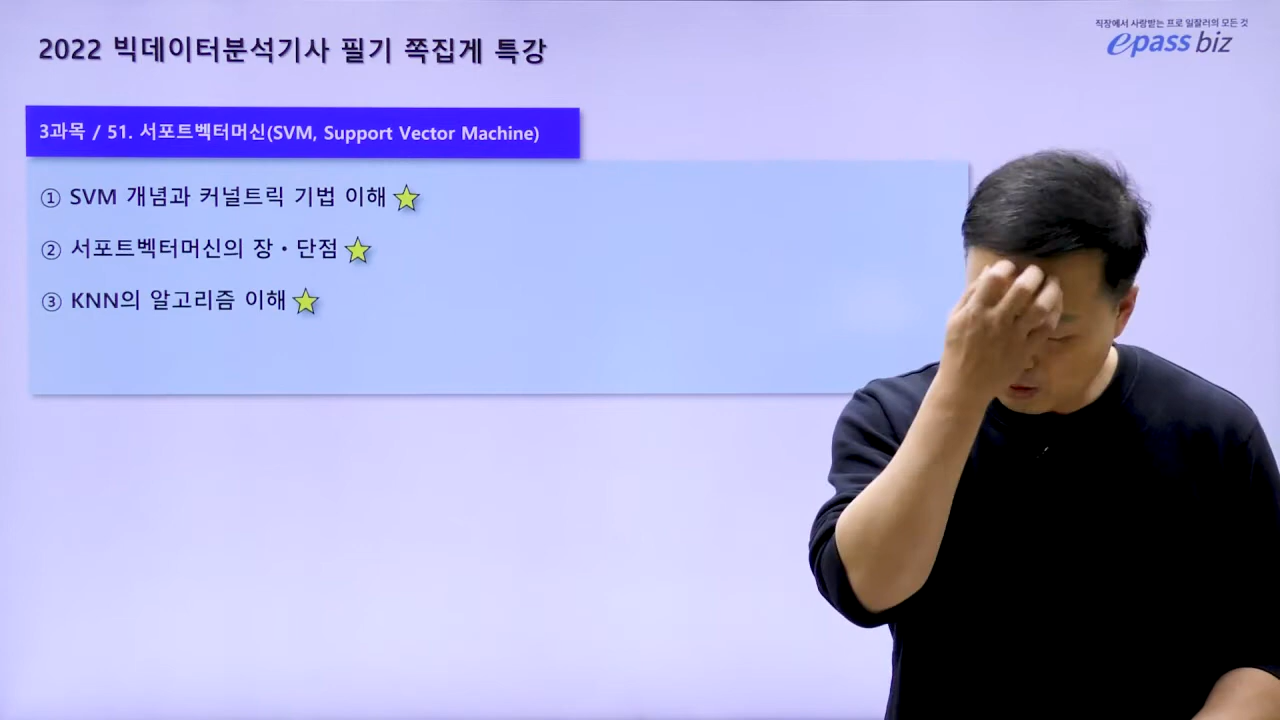 2022 빅데이터분석기사 필기 쪽집게 특강
직장에서 사랑받는 프로 일잘러의 모든 것
epass biz
3과목 / 51. 서포트벡터머신(SVM, Support Vector Machine)
① SVM 개념과 커널트릭 기법 이해
② 서포트벡터머신의 장・단점
③ KNN의 알고리즘 이해